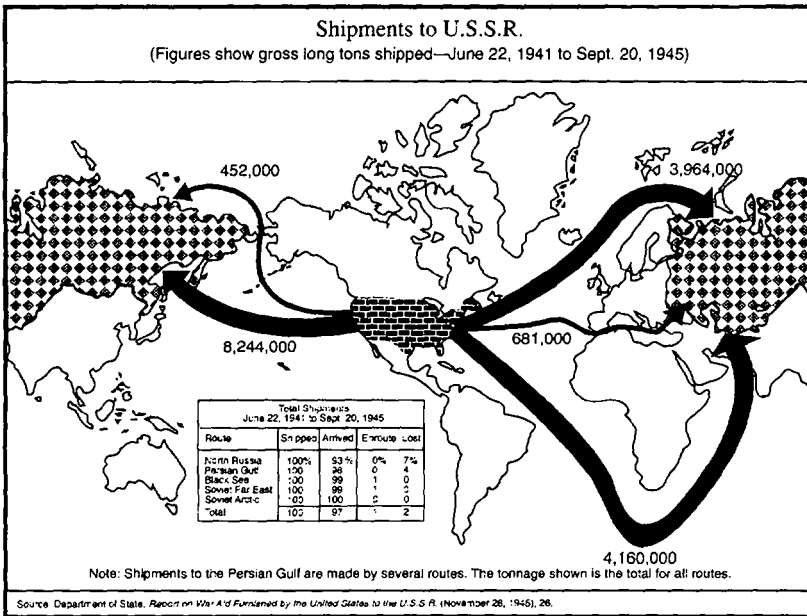 Shipments to U.S.S.R.
(Figures show gross long tons shipped—June 22, 1941 to Sept. 20, 1945)
452,000
3,964,000
8,244,000
681,000
Total Shipments
June 22, 1941 to Sept. 20, 1945
Route Shipped Arrived Enroute Lost
North Russia 100% 93% 0% 7%
Persian Gulf 100 0 4
Black Sea 100 99 1 0
Soviet Far East 100 99
Soviet Arctic 100 100 0 0
Total 100 97 1 2
4,160,000
Note: Shipments to the Persian Gulf are made by several routes. The tonnage shown is the total for all routes.
Source: Department of State, Report on War Aid Furnished by the United States to the U.S.S.R. (November 28, 1945), 26.